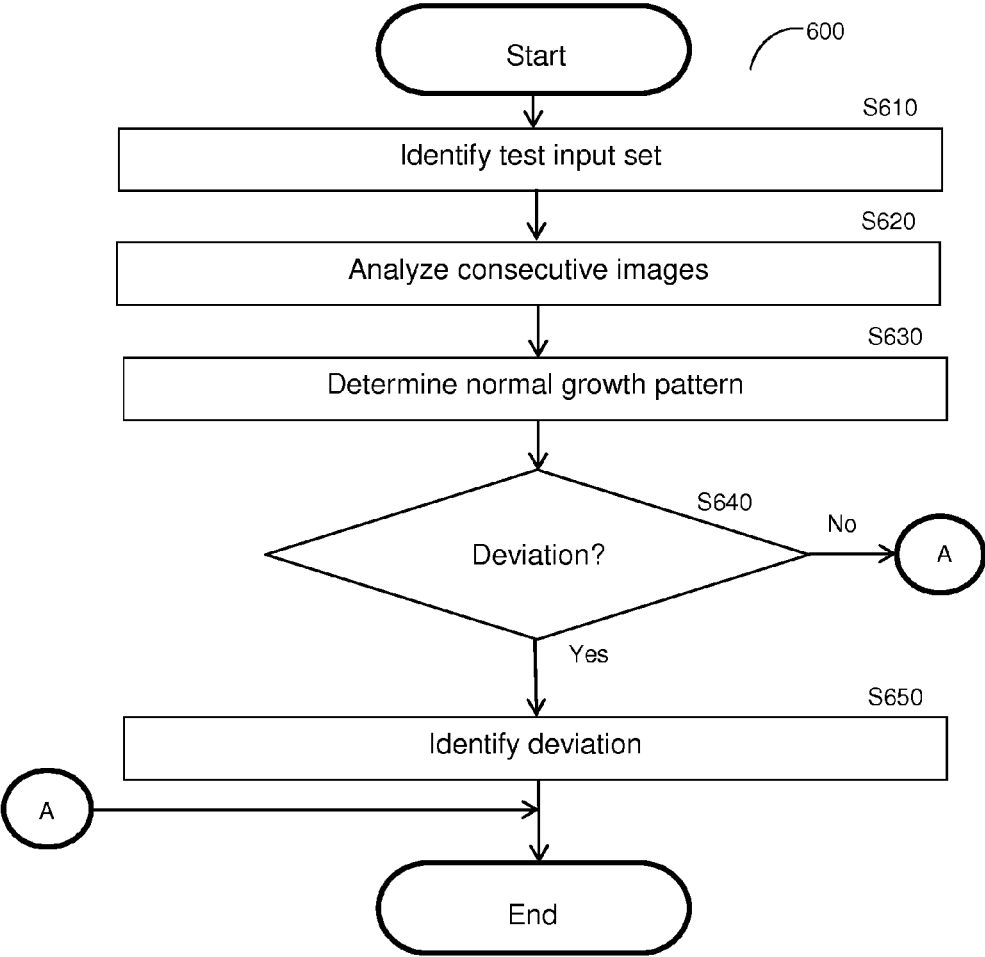 Start
600
S610
Identify test input set
S620
Analyze consecutive images
S630
Determine normal growth pattern
S640
Deviation?
No
A
Yes
S650
Identify deviation
A
End